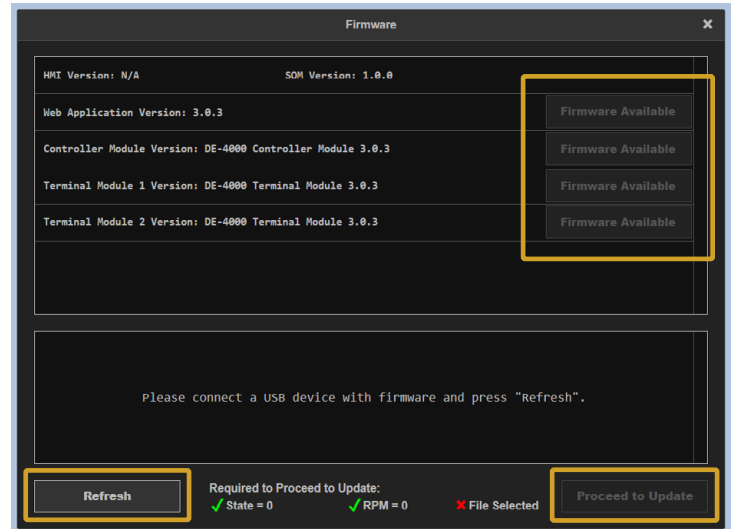 Firmware
HMI Version: N/A SOM Version: 1.0.0
Web Application Version: 3.0.3 Firmware Available
Controller Module Version: DE-4000 Controller Module 3.0.3 Firmware Available
Terminal Module 1 Version: DE-4000 Terminal Module 3.0.3 Firmware Available
Terminal Module 2 Version: DE-4000 Terminal Module 3.0.3 Firmware Available
Please connect a USB device with firmware and press "Refresh".
Refresh
Required to Proceed to Update:
State = 0 RPM = 0 File Selected
Proceed to Update